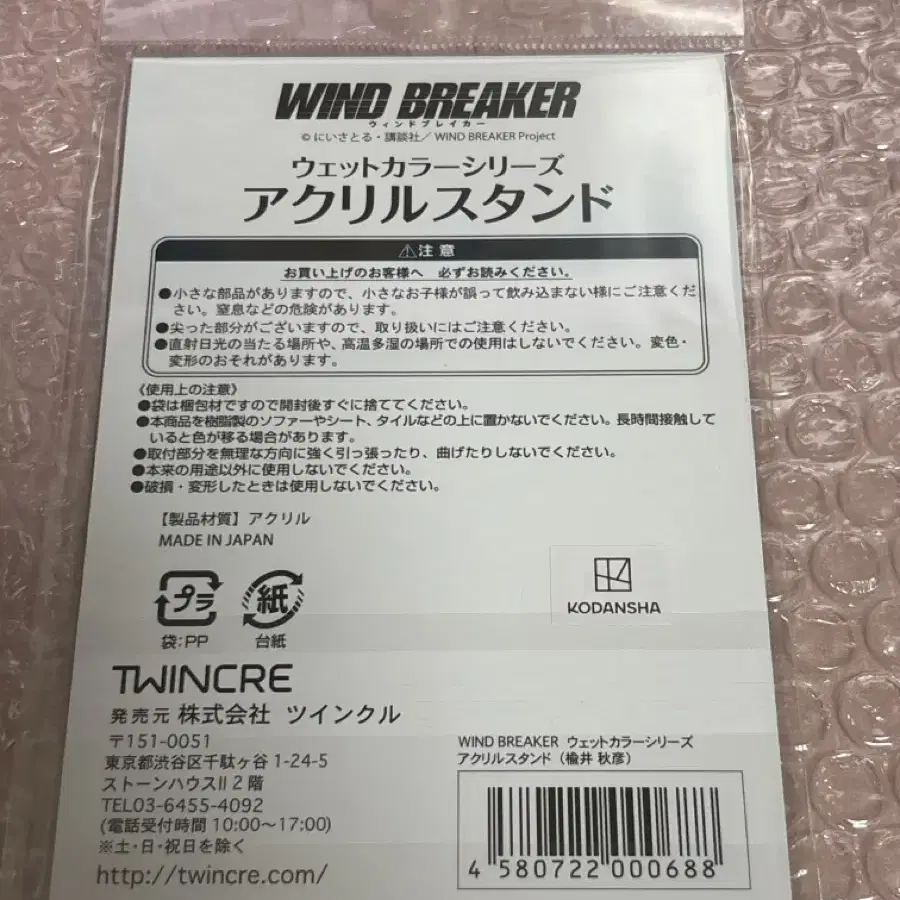 WIND BREAKER
ウィンドブレイカー
©にいさとる・講談社／WIND BREAKER Project
ウェットカラーシリーズ
アクリルスタンド
⚠注意
お買い上げのお客様へ 必ずお読みください。
●小さな部品がありますので、小さなお子様が誤って飲み込まない様にご注意くだ
さい。窒息などの危険があります。
●尖った部分がございますので、取り扱いにはご注意ください。
●直射日光の当たる場所や、高温多湿の場所での使用はしないでください。変色・
変形のおそれがあります。
《使用上の注意》
●袋は梱包材ですので開封後すぐに捨ててください。
●本商品を樹脂製のソファーやシート、タイルなどの上に置かないでください。長時間接触して
いると色が移る場合があります。
●取付部分を無理な方向に強く引っ張ったり、曲げたりしないでください。
●本来の用途以外に使用しないでください。
●破損・変形したときは使用しないでください。
【製品材質】アクリル
MADE IN JAPAN
プラ
袋:PP
紙
台紙
KODANSHA
TWINCRE
発売元 株式会社 ツインクル
〒151-0051
東京都渋谷区千駄ヶ谷 1-24-5
ストーンハウスII 2階
TEL03-6455-4092
(電話受付時間 10:00～17:00)
※土・日・祝日を除く
http://twincre.com/
WIND BREAKER ウェットカラーシリーズ
アクリルスタンド（楡井 秋彦）
4 580722 000688